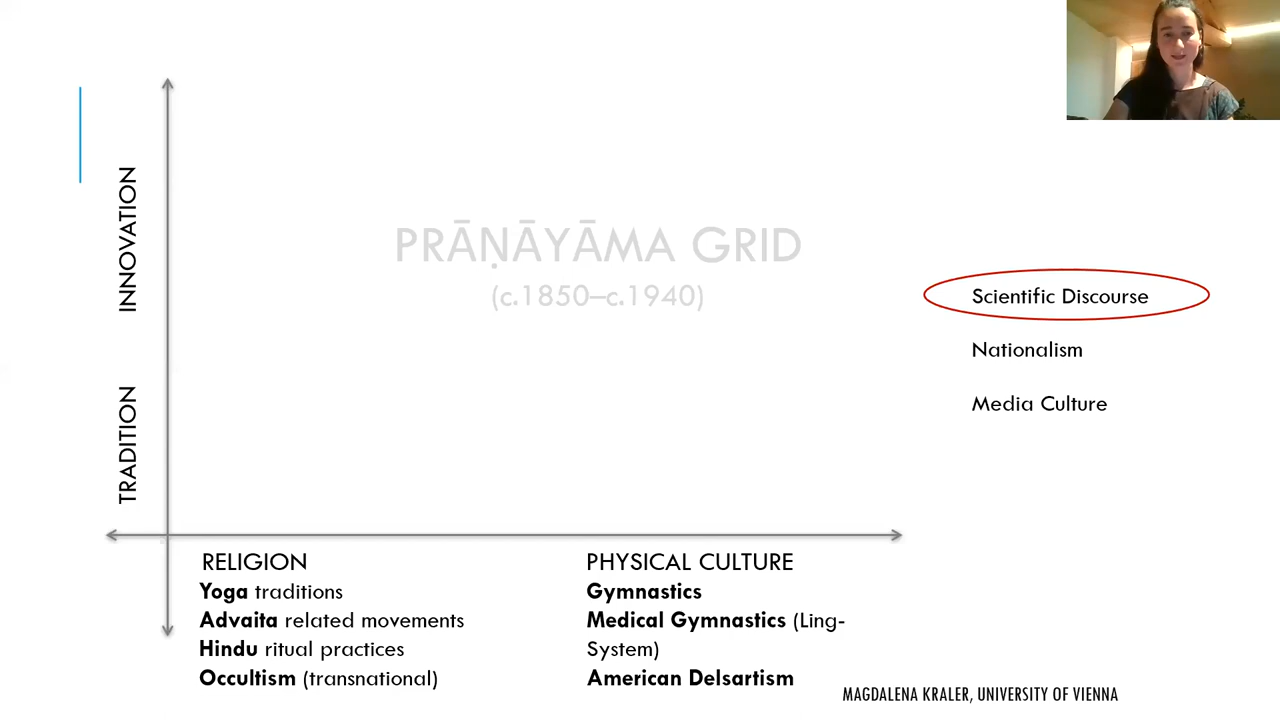 INNOVATION
TRADITION
PRĀṆĀYĀMA GRID
(c.1850–c.1940)
Scientific Discourse
Nationalism
Media Culture
RELIGION
Yoga traditions
Advaita related movements
Hindu ritual practices
Occultism (transnational)
PHYSICAL CULTURE
Gymnastics
Medical Gymnastics (Ling-
System)
American Delsartism
MAGDALENA KRALER, UNIVERSITY OF VIENNA